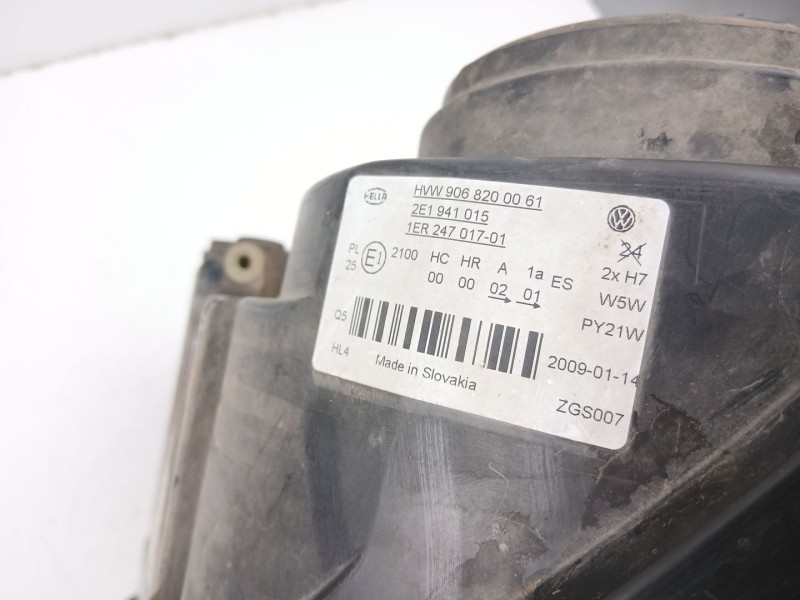 HELLA HVW 906 820 00 61
2E1 941 015
1ER 247 017-01
PL 25 E1 2100 HC HR A 1a ES
00 00 02 01
24
2x H7
W5W
PY21W
Q5
HL4 Made in Slovakia 2009-01-14
ZGS007